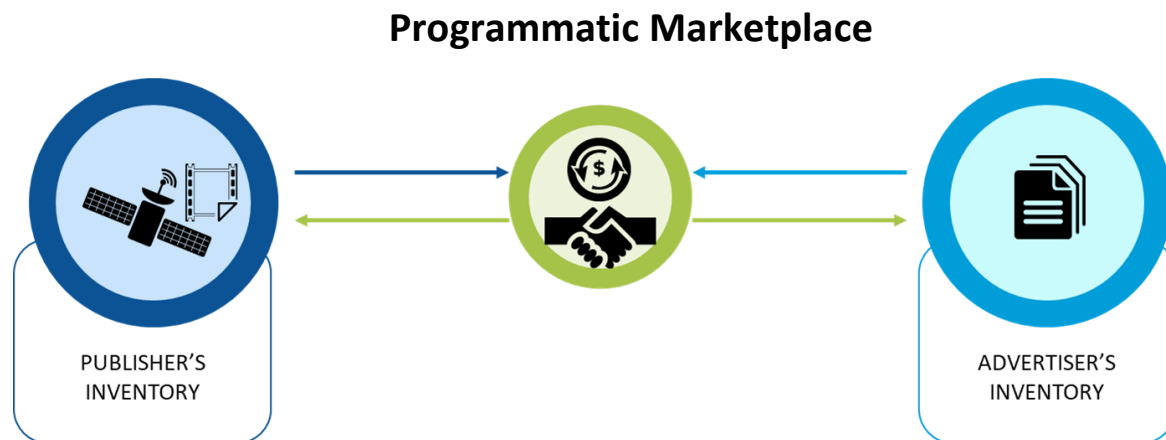 Programmatic Marketplace
$
PUBLISHER’S
INVENTORY
ADVERTISER’S
INVENTORY